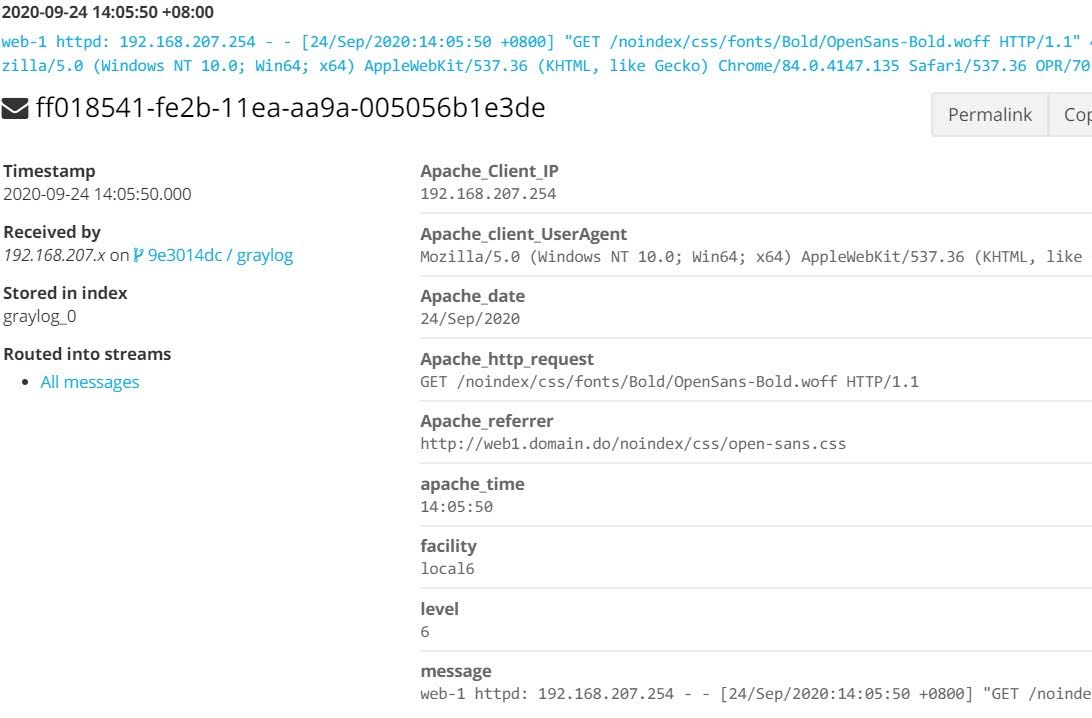 2020-09-24 14:05:50 +08:00
web-1 httpd: 192.168.207.254 - - [24/Sep/2020:14:05:50 +0800] "GET /noindex/css/fonts/Bold/OpenSans-Bold.woff HTTP/1.1"
zilla/5.0 (Windows NT 10.0; Win64; x64) AppleWebKit/537.36 (KHTML, like Gecko) Chrome/84.0.4147.135 Safari/537.36 OPR/70
ff018541-fe2b-11ea-aa9a-005056b1e3de
Permalink
Cop
Timestamp
2020-09-24 14:05:50.000
Received by
192.168.207.x on 9e3014dc / graylog
Stored in index
graylog_0
Routed into streams
All messages
Apache_Client_IP
192.168.207.254
Apache_client_UserAgent
Mozilla/5.0 (Windows NT 10.0; Win64; x64) AppleWebKit/537.36 (KHTML, like
Apache_date
24/Sep/2020
Apache_http_request
GET /noindex/css/fonts/Bold/OpenSans-Bold.woff HTTP/1.1
Apache_referrer
http://web1.domain.do/noindex/css/open-sans.css
apache_time
14:05:50
facility
local6
level
6
message
web-1 httpd: 192.168.207.254 - - [24/Sep/2020:14:05:50 +0800] "GET /noinde